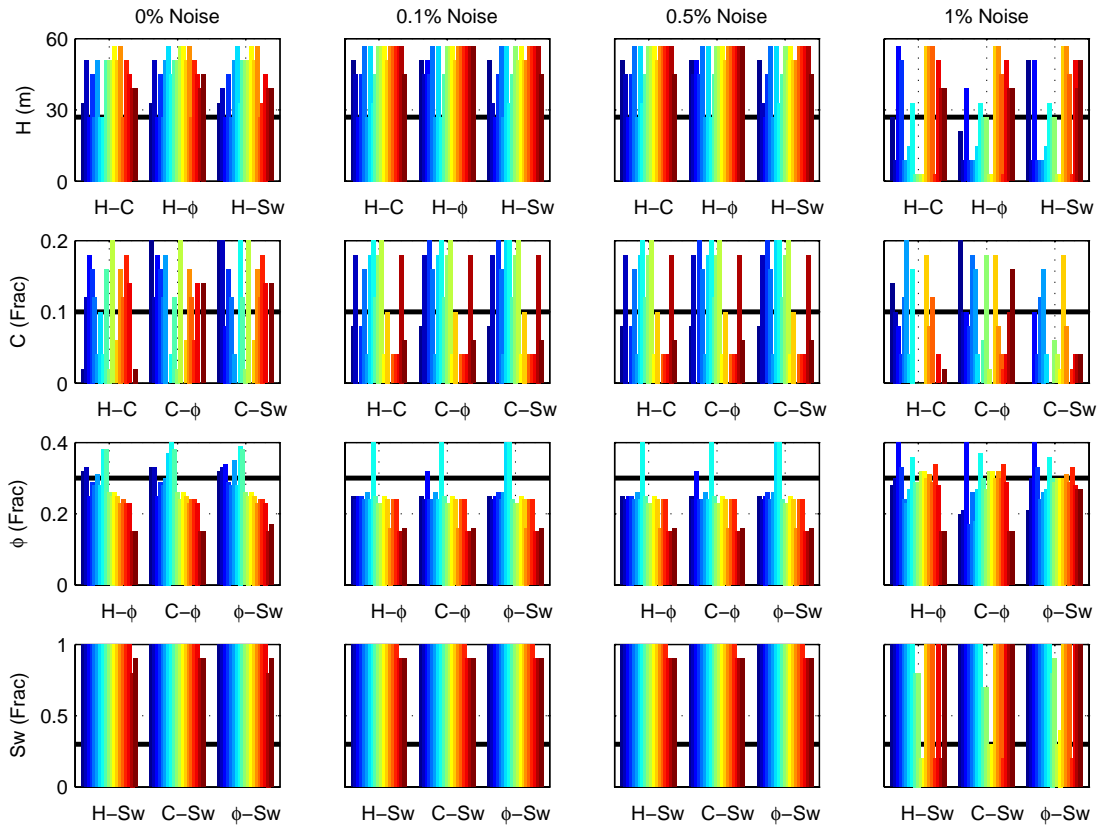 0% Noise 0.1% Noise 0.5% Noise 1% Noise
60
30
0
H (m)
H−C H−ϕ H−Sw H−C H−ϕ H−Sw H−C H−ϕ H−Sw H−C H−ϕ H−Sw
0.2
0.1
0
C (Frac)
H−C C−ϕ C−Sw H−C C−ϕ C−Sw H−C C−ϕ C−Sw H−C C−ϕ C−Sw
0.4
0.2
0
ϕ (Frac)
H−ϕ C−ϕ ϕ−Sw H−ϕ C−ϕ ϕ−Sw H−ϕ C−ϕ ϕ−Sw H−ϕ C−ϕ ϕ−Sw
1
0.5
0
Sw (Frac)
H−Sw C−Sw ϕ−Sw H−Sw C−Sw ϕ−Sw H−Sw C−Sw ϕ−Sw H−Sw C−Sw ϕ−Sw